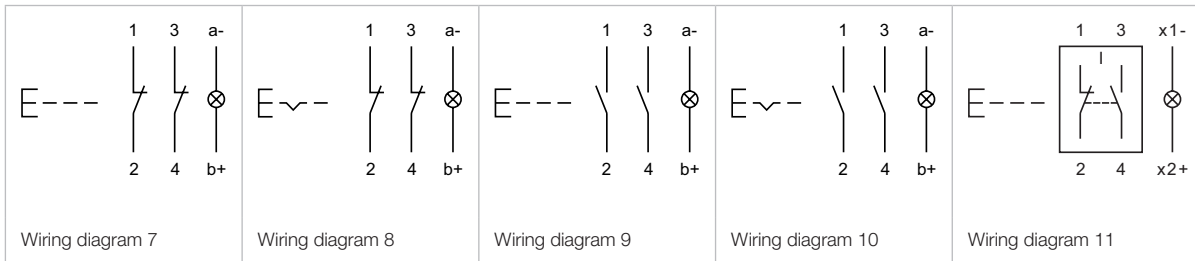 1 3 a-
2 4 b+
Wiring diagram 7
1 3 a-
2 4 b+
Wiring diagram 8
1 3 a-
2 4 b+
Wiring diagram 9
1 3 a-
2 4 b+
Wiring diagram 10
1 3 x1-
2 4 x2+
Wiring diagram 11